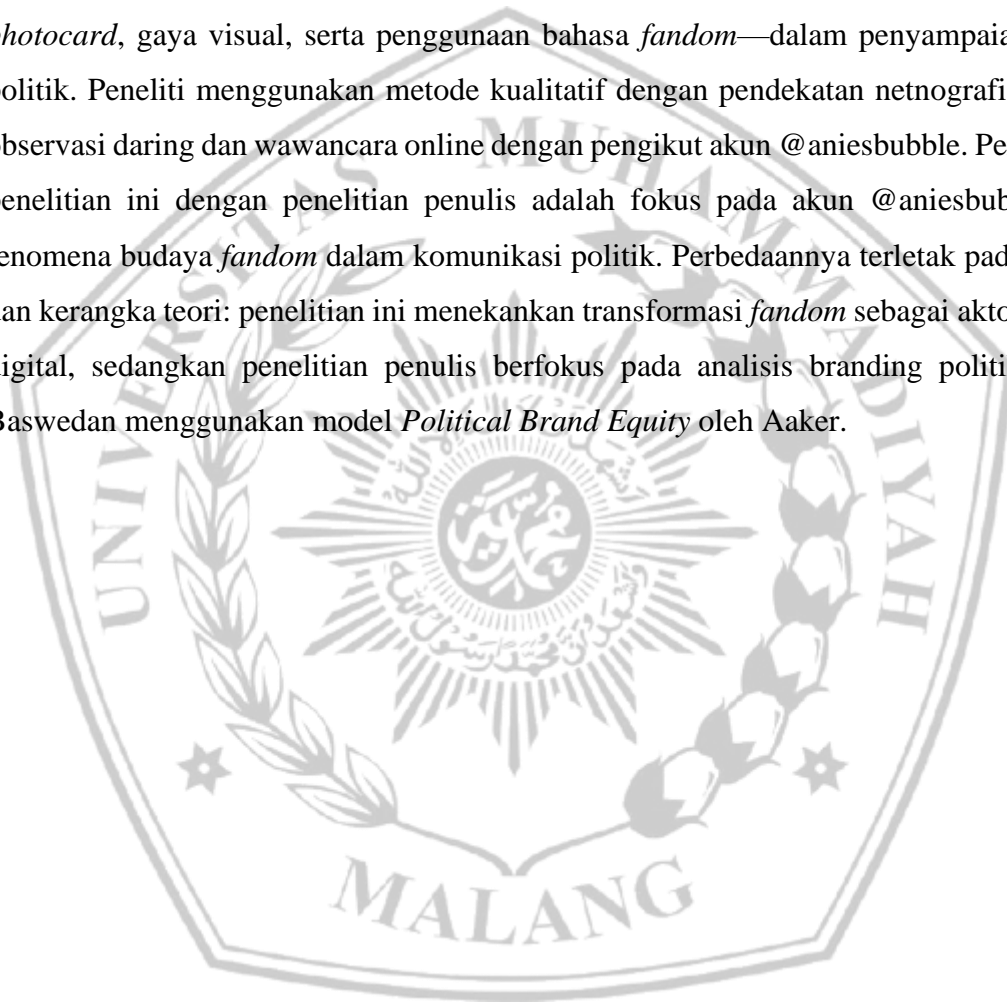 photocard, gaya visual, serta penggunaan bahasa fandom—dalam penyampaia
politik. Peneliti menggunakan metode kualitatif dengan pendekatan netnografi
observasi daring dan wawancara online dengan pengikut akun @aniesbubble. Pe
penelitian ini dengan penelitian penulis adalah fokus pada akun @aniesbub
fenomena budaya fandom dalam komunikasi politik. Perbedaannya terletak pad
dan kerangka teori: penelitian ini menekankan transformasi fandom sebagai akto
digital, sedangkan penelitian penulis berfokus pada analisis branding politi
Baswedan menggunakan model Political Brand Equity oleh Aaker.
UNIVERSITAS MUHAMMADIYAH
MALANG